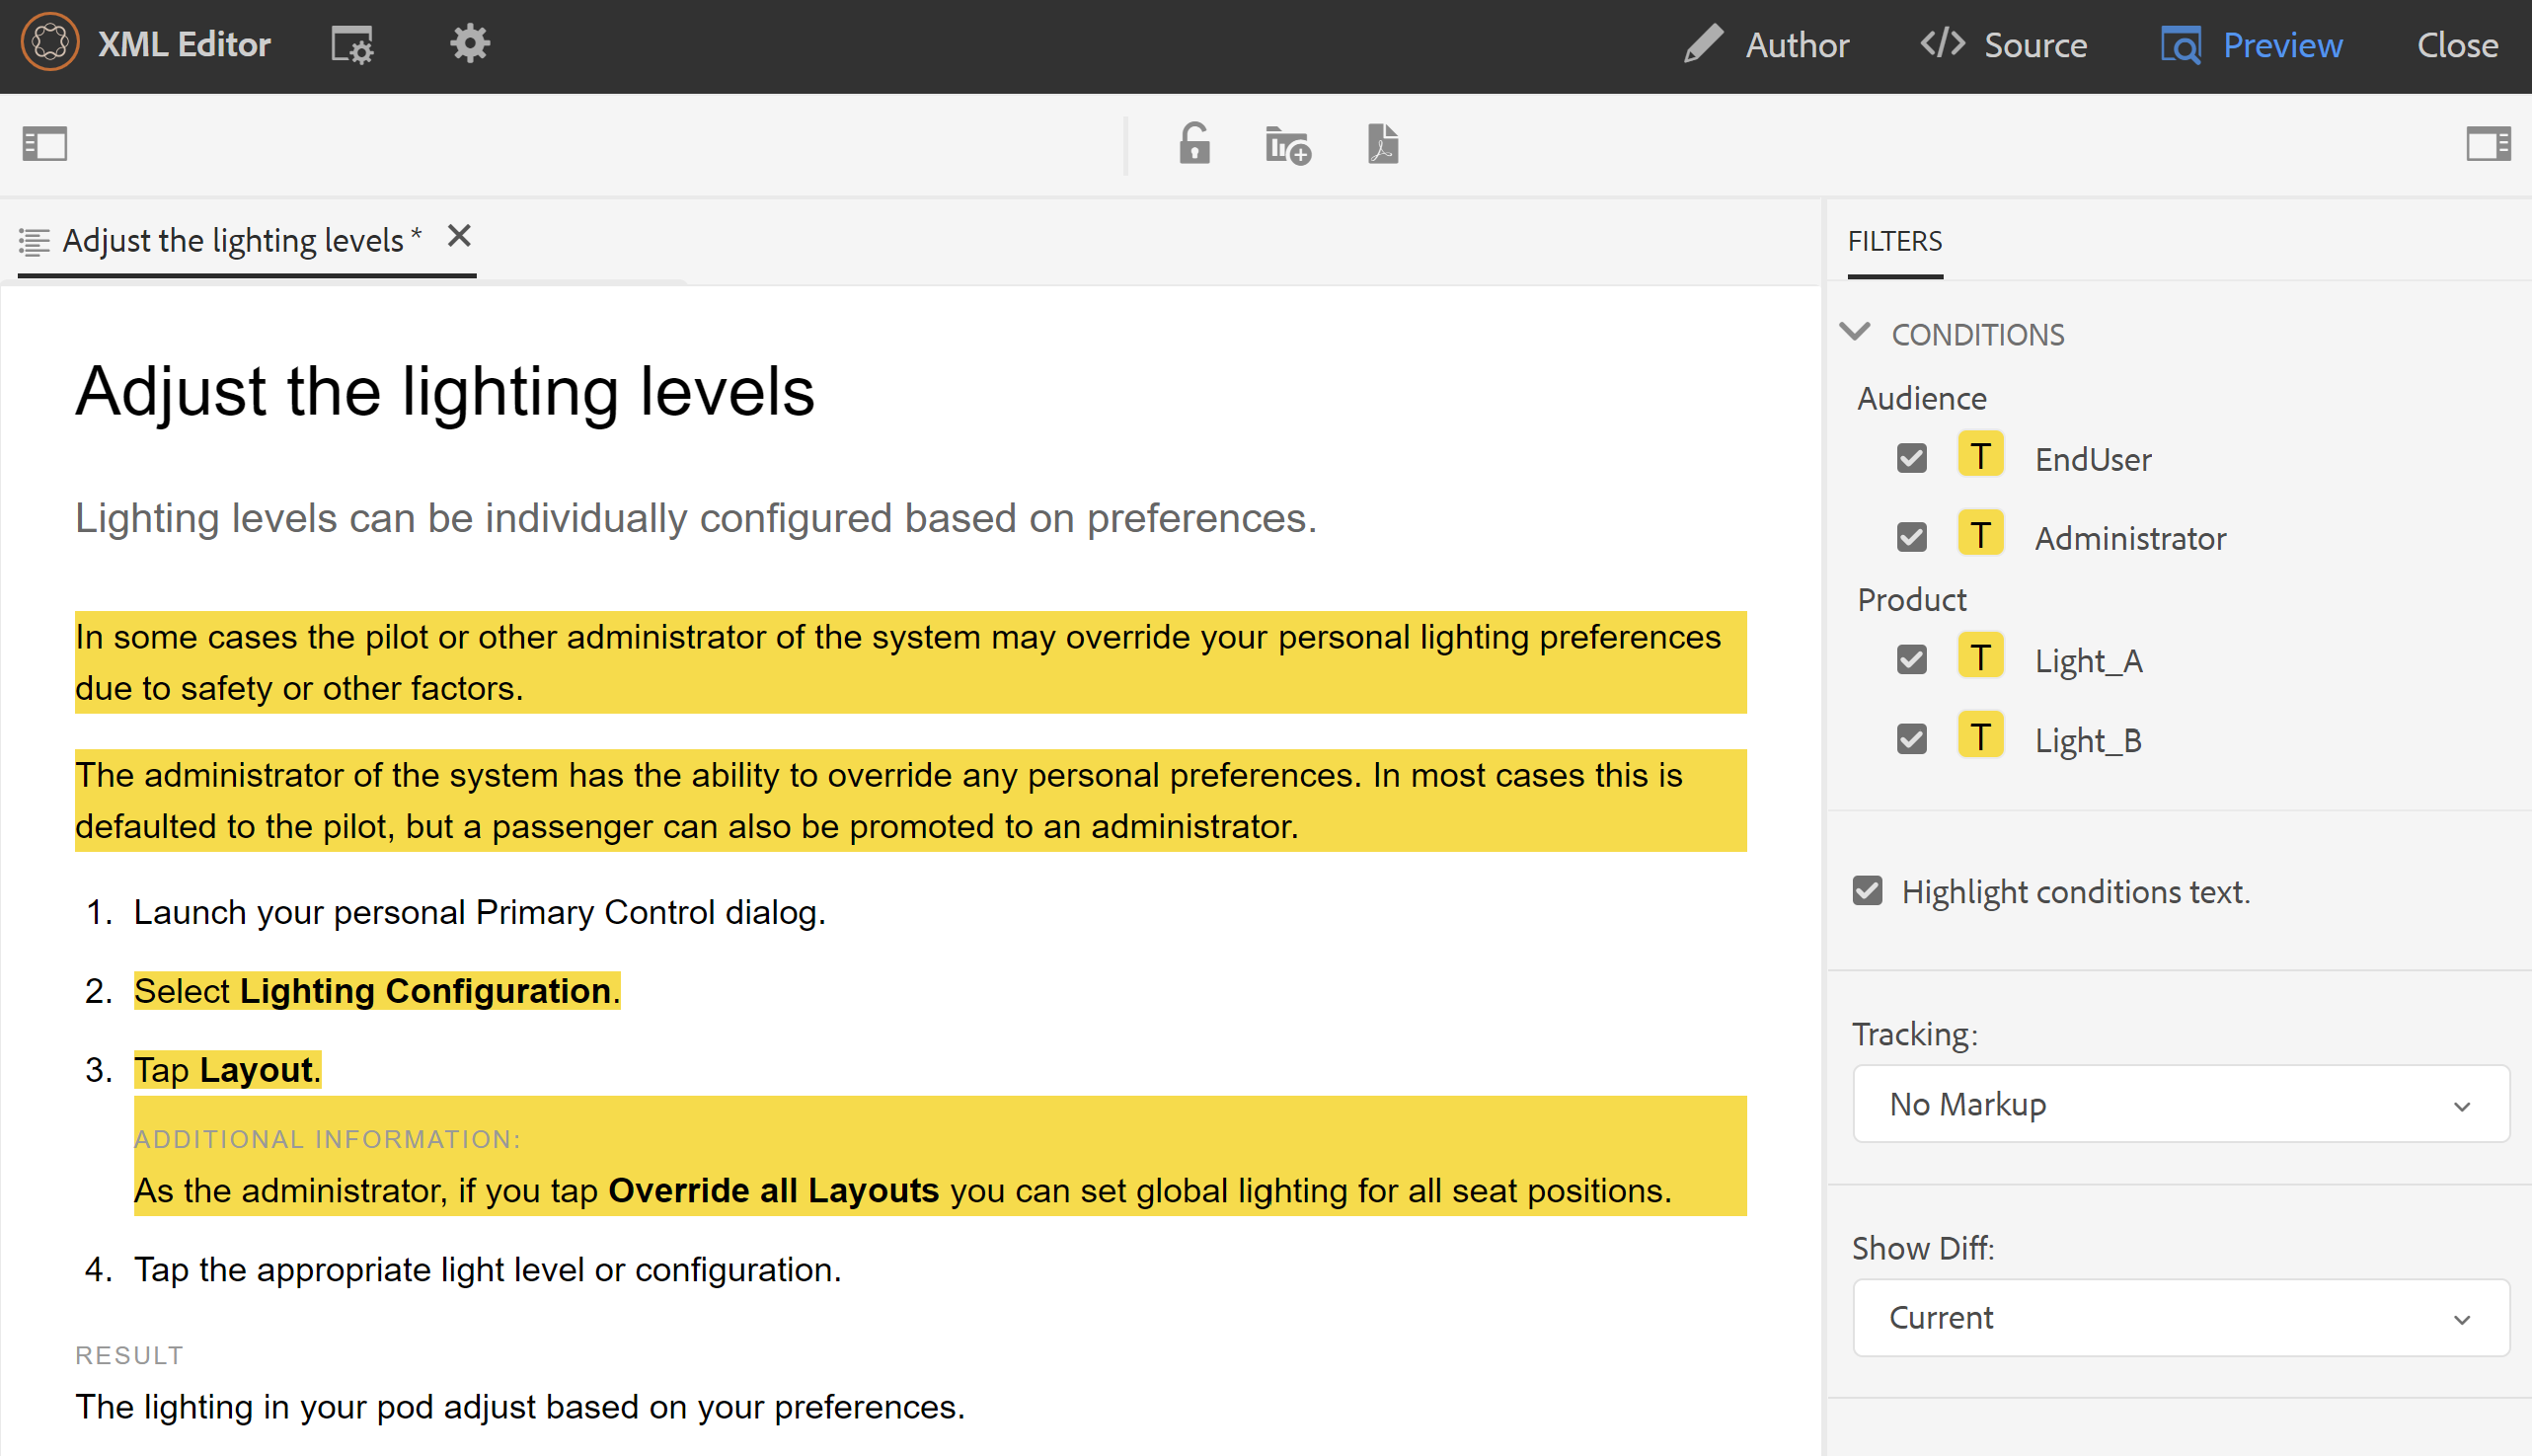 XML Editor
Author
Source
Preview
Close
Adjust the lighting levels *
FILTERS
Adjust the lighting levels
Lighting levels can be individually configured based on preferences.
In some cases the pilot or other administrator of the system may override your personal lighting preferences
due to safety or other factors.
The administrator of the system has the ability to override any personal preferences. In most cases this is
defaulted to the pilot, but a passenger can also be promoted to an administrator.
1. Launch your personal Primary Control dialog.
2. Select Lighting Configuration.
3. Tap Layout.
ADDITIONAL INFORMATION:
As the administrator, if you tap Override all Layouts you can set global lighting for all seat positions.
4. Tap the appropriate light level or configuration.
RESULT
The lighting in your pod adjust based on your preferences.
CONDITIONS
Audience
T EndUser
T Administrator
Product
T Light_A
T Light_B
Highlight conditions text.
Tracking:
No Markup
Show Diff:
Current